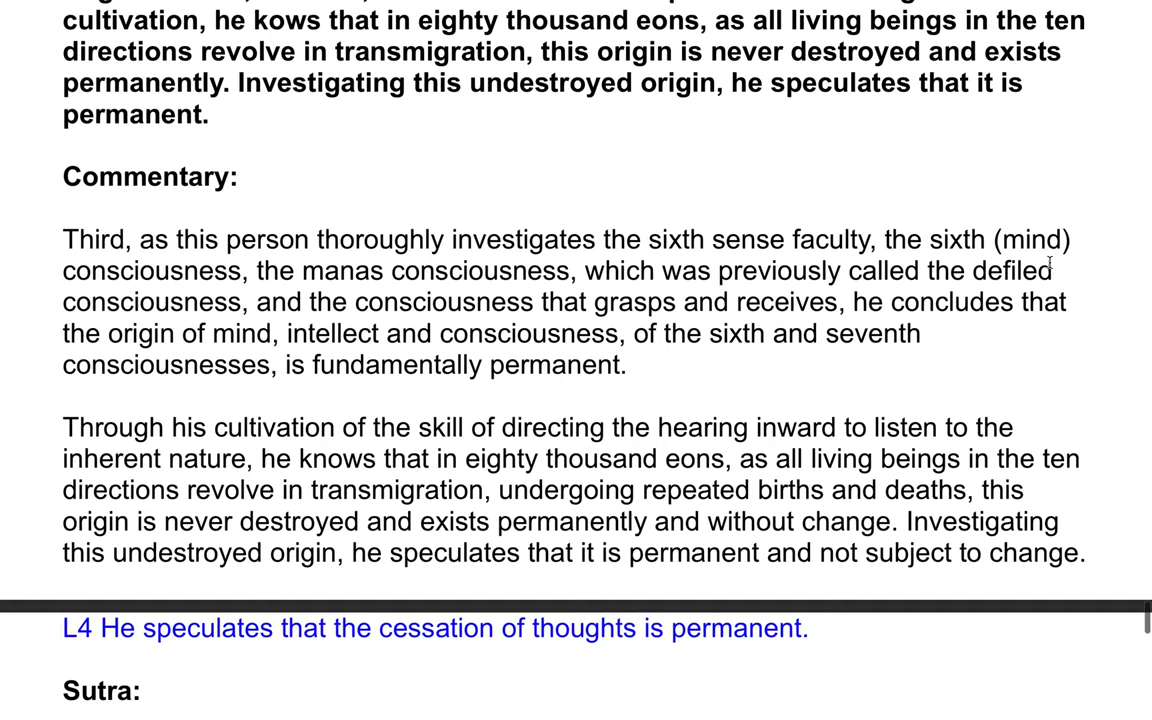 cultivation, he kows that in eighty thousand eons, as all living beings in the ten
directions revolve in transmigration, this origin is never destroyed and exists
permanently. Investigating this undestroyed origin, he speculates that it is
permanent.
Commentary:
Third, as this person thoroughly investigates the sixth sense faculty, the sixth (mind)
consciousness, the manas consciousness, which was previously called the defiled
consciousness, and the consciousness that grasps and receives, he concludes that
the origin of mind, intellect and consciousness, of the sixth and seventh
consciousnesses, is fundamentally permanent.
Through his cultivation of the skill of directing the hearing inward to listen to the
inherent nature, he knows that in eighty thousand eons, as all living beings in the ten
directions revolve in transmigration, undergoing repeated births and deaths, this
origin is never destroyed and exists permanently and without change. Investigating
this undestroyed origin, he speculates that it is permanent and not subject to change.
L4 He speculates that the cessation of thoughts is permanent.
Sutra: